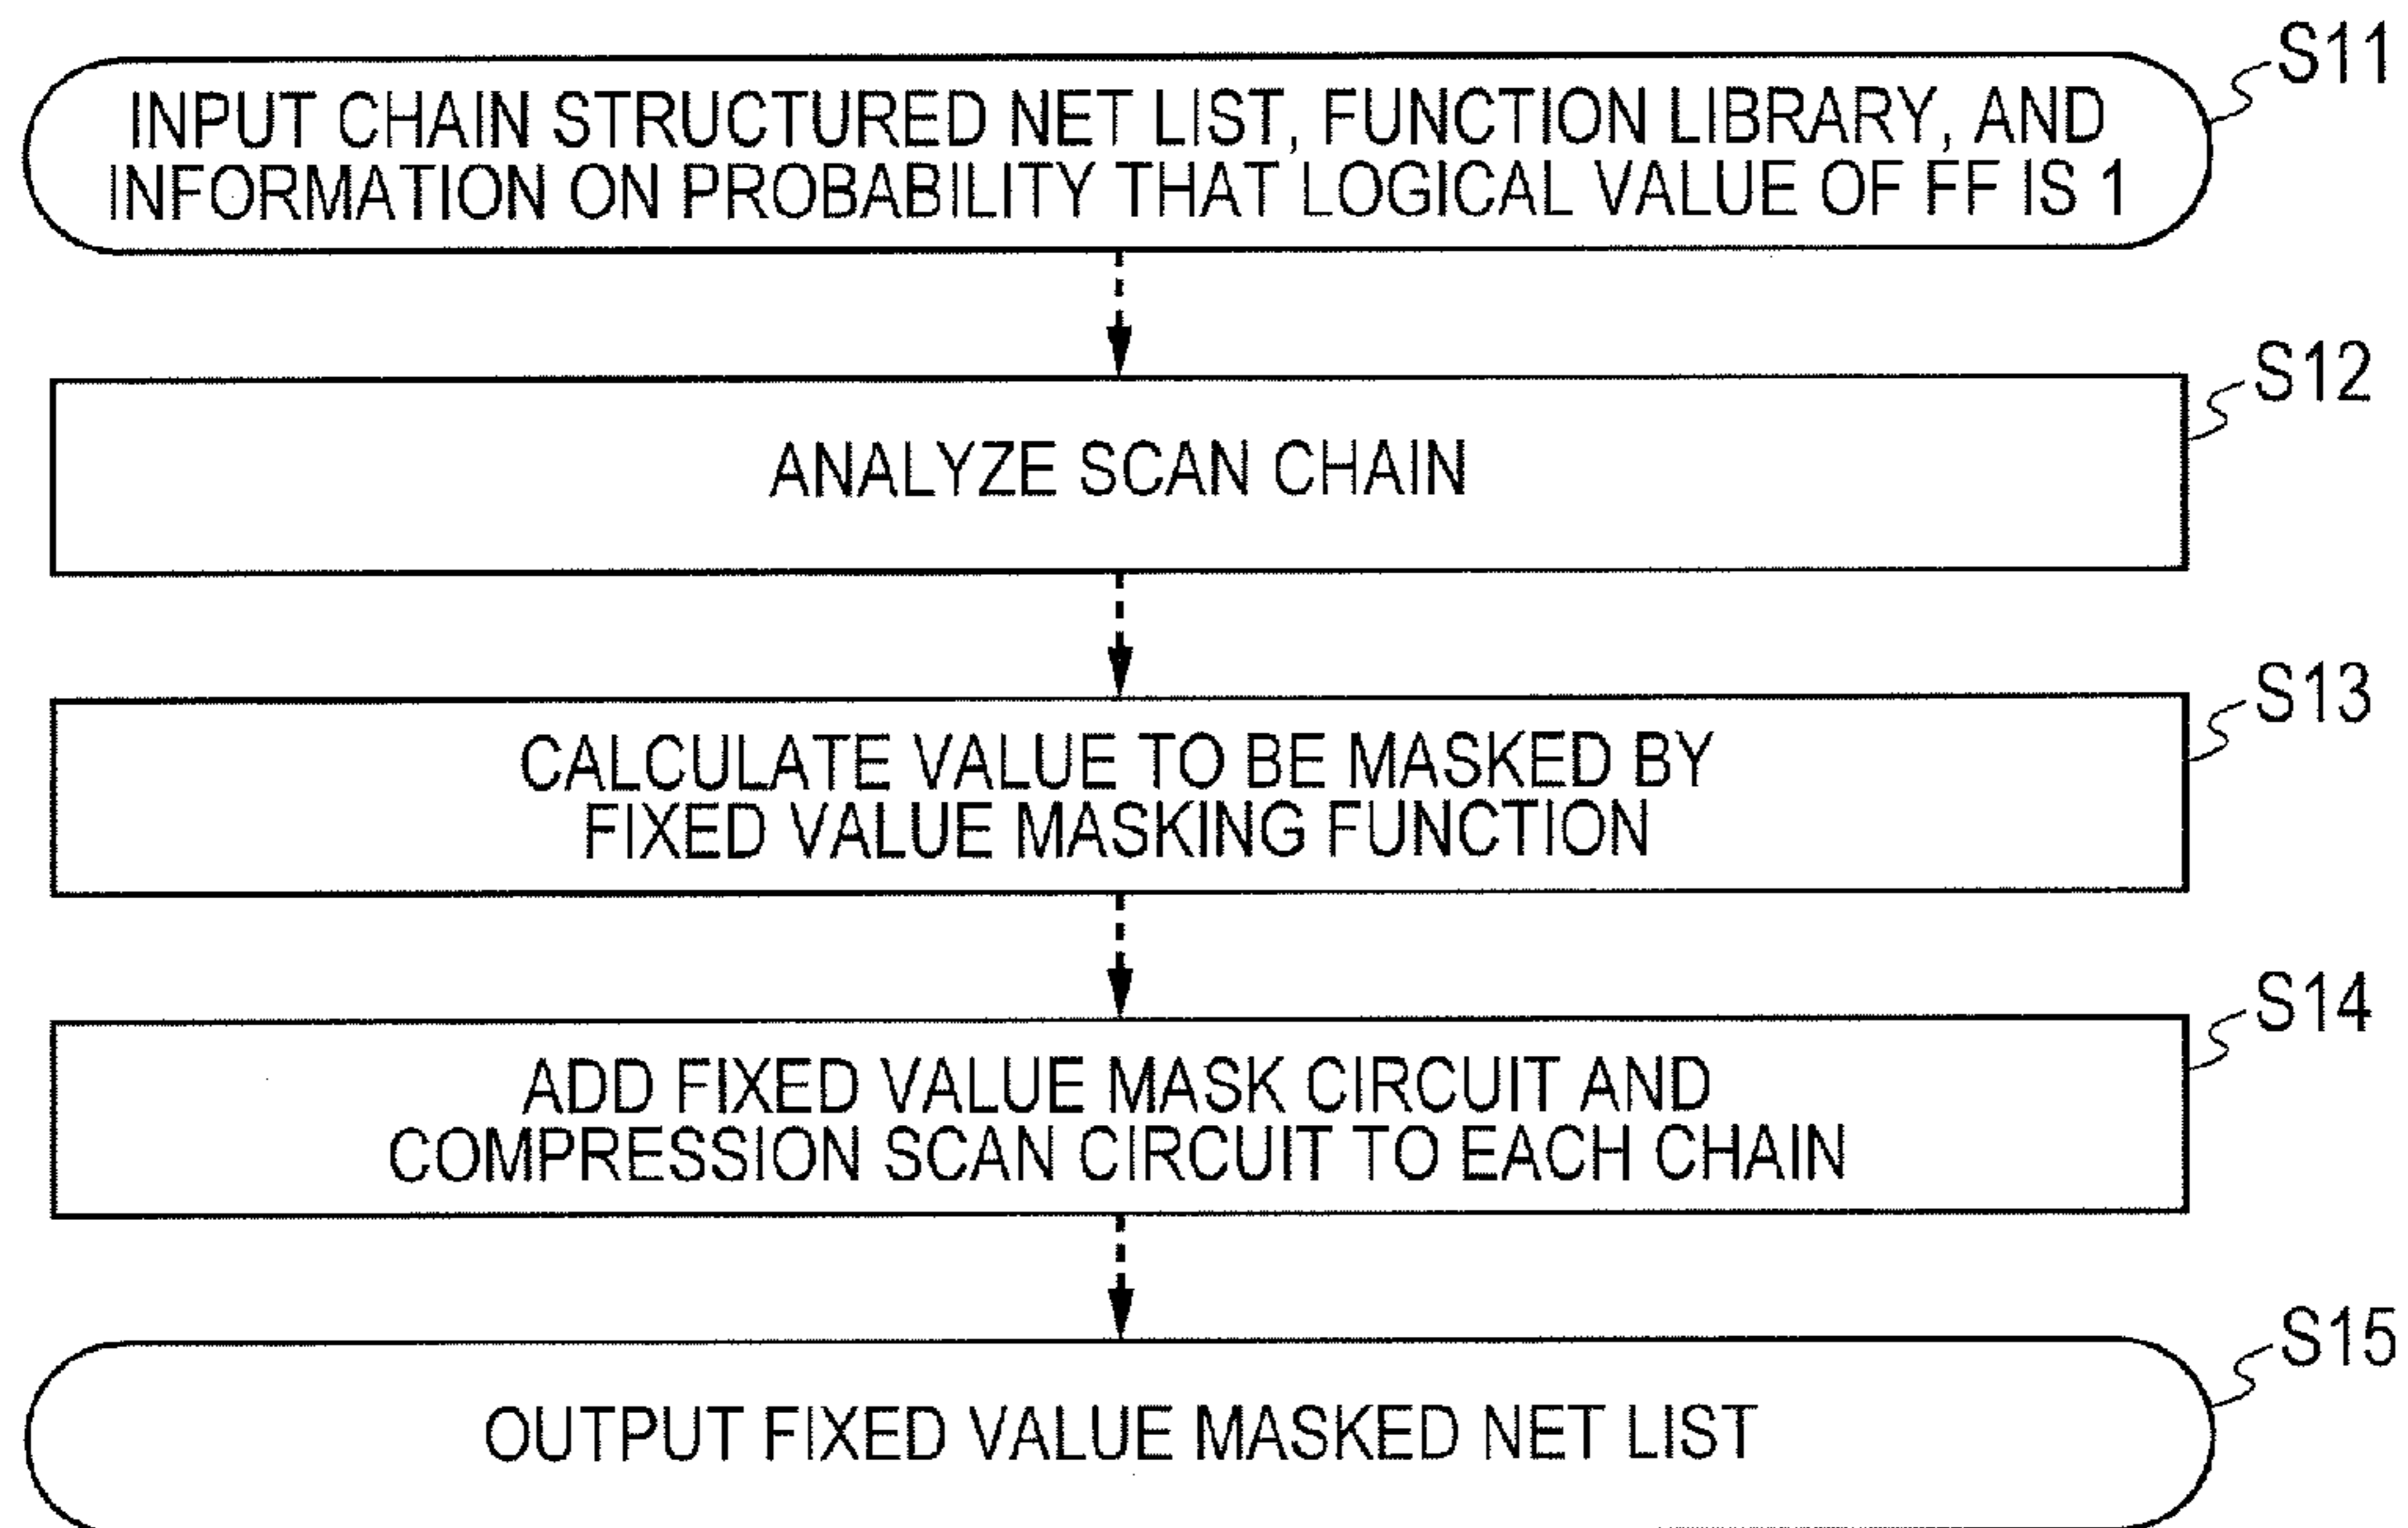 S11
INPUT CHAIN STRUCTURED NET LIST, FUNCTION LIBRARY, AND
INFORMATION ON PROBABILITY THAT LOGICAL VALUE OF FF IS 1
S12
ANALYZE SCAN CHAIN
S13
CALCULATE VALUE TO BE MASKED BY
FIXED VALUE MASKING FUNCTION
S14
ADD FIXED VALUE MASK CIRCUIT AND
COMPRESSION SCAN CIRCUIT TO EACH CHAIN
S15
OUTPUT FIXED VALUE MASKED NET LIST